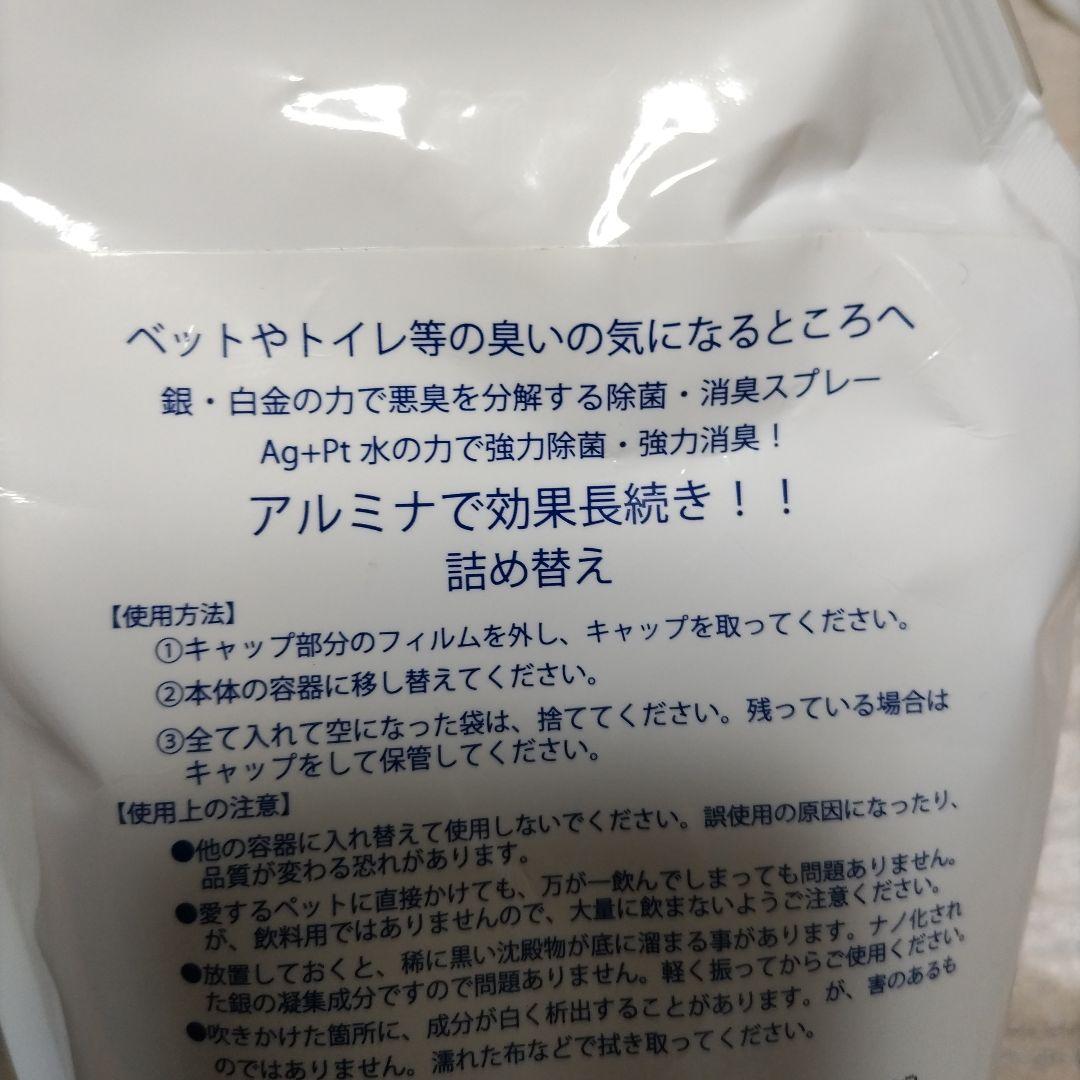 ベットやトイレ等の臭いの気になるところへ
銀・白金の力で悪臭を分解する除菌・消臭スプレー
Ag+Pt 水の力で強力除菌・強力消臭！
アルミナで効果長続き！！
詰め替え
【使用方法】
①キャップ部分のフィルムを外し、キャップを取ってください。
②本体の容器に移し替えてください。
③全て入れて空になった袋は、捨ててください。残っている場合は
キャップをして保管してください。
【使用上の注意】
●他の容器に入れ替えて使用しないでください。誤使用の原因になったり、
品質が変わる恐れがあります。
●愛するペットに直接かけても、万が一飲んでしまっても問題ありません。
が、飲料用ではありませんので、大量に飲まないようご注意ください。
●放置しておくと、稀に黒い沈殿物が底に溜まる事があります。ナノ化され
た銀の凝集成分ですので問題ありません。軽く振ってからご使用ください。
●吹きかけた箇所に、成分が白く析出することがあります。が、害のあるも
のではありません。濡れた布などで拭き取ってください。